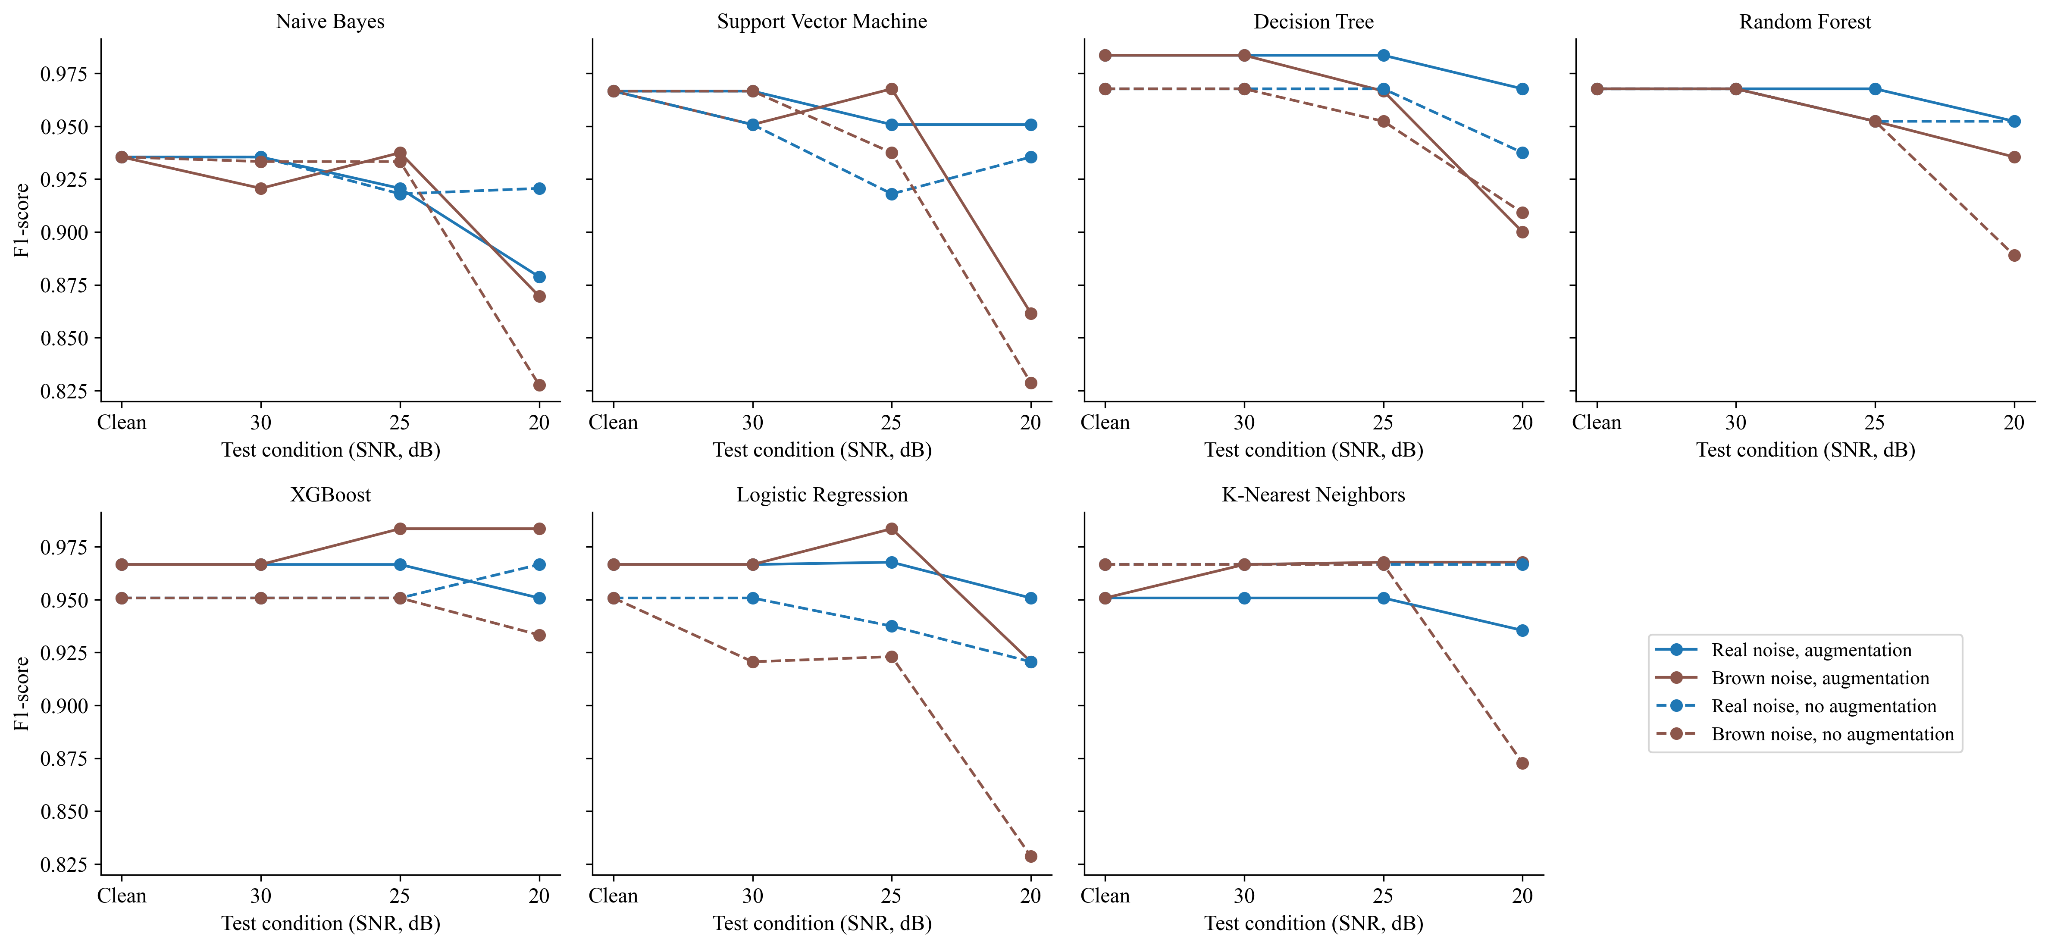 Naive Bayes
Support Vector Machine
Decision Tree
Random Forest
F1-score
0.975
0.950
0.925
0.900
0.875
0.850
0.825
Clean 30 25 20
Clean 30 25 20
Clean 30 25 20
Clean 30 25 20
Test condition (SNR, dB)
Test condition (SNR, dB)
Test condition (SNR, dB)
Test condition (SNR, dB)
XGBoost
Logistic Regression
K-Nearest Neighbors
F1-score
0.975
0.950
0.925
0.900
0.875
0.850
0.825
Real noise, augmentation
Brown noise, augmentation
Real noise, no augmentation
Brown noise, no augmentation
Clean 30 25 20
Clean 30 25 20
Clean 30 25 20
Test condition (SNR, dB)
Test condition (SNR, dB)
Test condition (SNR, dB)